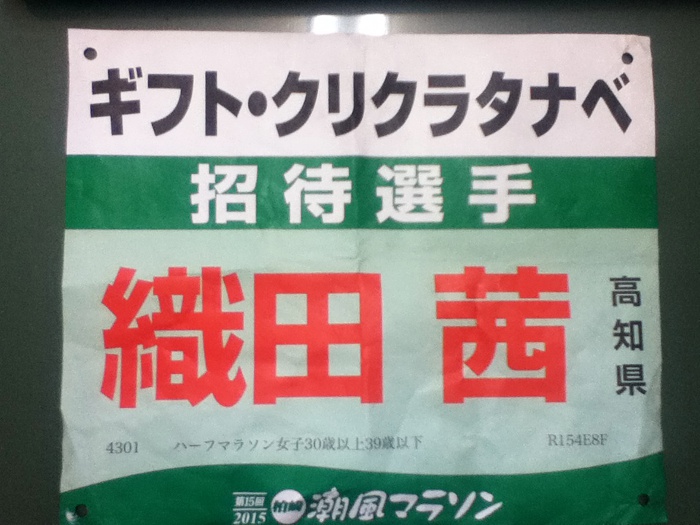 ギフト・クリクラタナベ
招待選手
織田 茜 高知県
4301 ハーフマラソン女子30歳以上39歳以下 R154E8F
第15回 2015 柏崎 潮風マラソン